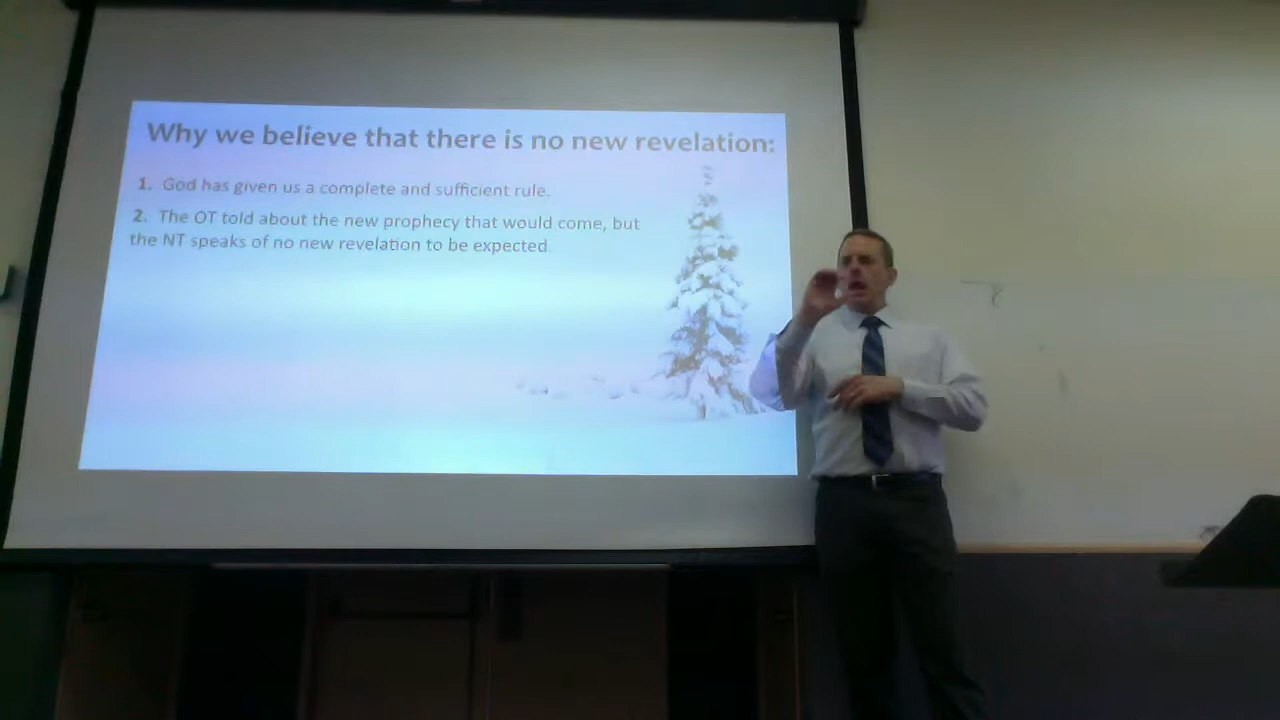 Why we believe that there is no new revelation:
1. God has given us a complete and sufficient rule.
2. The OT told about the new prophecy that would come, but
the NT speaks of no new revelation to be expected